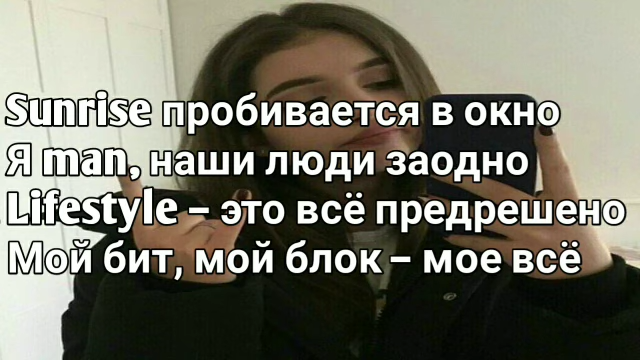 Sunrise пробивается в окно
Я man, наши люди заодно
Lifestyle – это всё предрешено
Мой бит, мой блок – мое всё